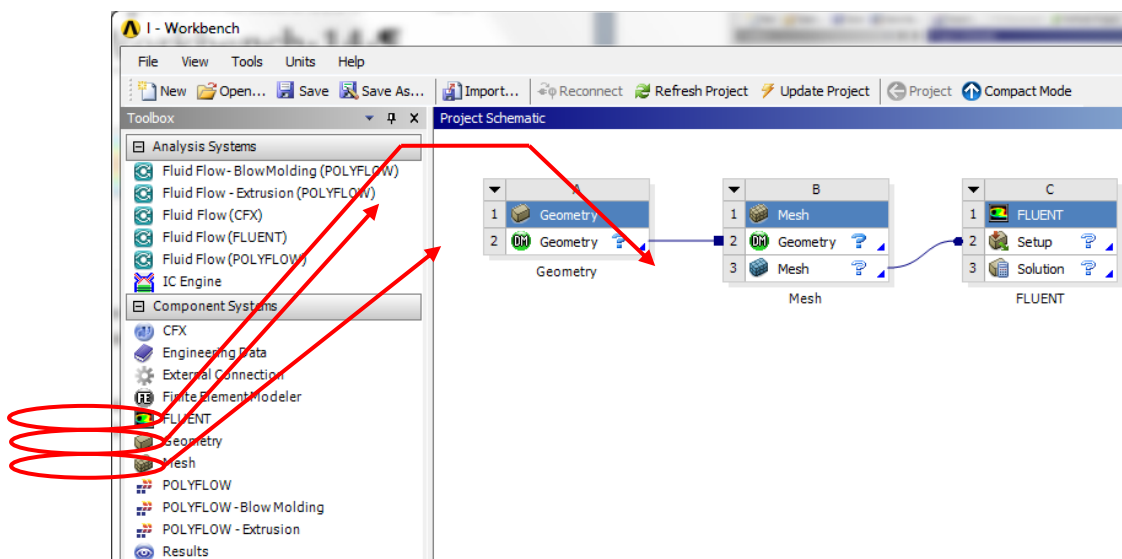 I - Workbench
Workbench 14 ¶
File View Tools Units Help
New Open... Save Save As... Import... Reconnect Refresh Project Update Project Project Compact Mode
Toolbox
Project Schematic
Analysis Systems
Fluid Flow - BlowMolding (POLYFLOW)
Fluid Flow - Extrusion (POLYFLOW)
Fluid Flow (CFX)
Fluid Flow (FLUENT)
Fluid Flow (POLYFLOW)
IC Engine
Component Systems
CFX
Engineering Data
External Connection
Finite Element Modeler
FLUENT
Geometry
Mesh
POLYFLOW
POLYFLOW - Blow Molding
POLYFLOW - Extrusion
Results
A
1 Geometry
2 DM Geometry ?
Geometry
B
1 Mesh
2 DM Geometry ?
3 Mesh ?
Mesh
C
1 FLUENT
2 Setup ?
3 Solution ?
FLUENT